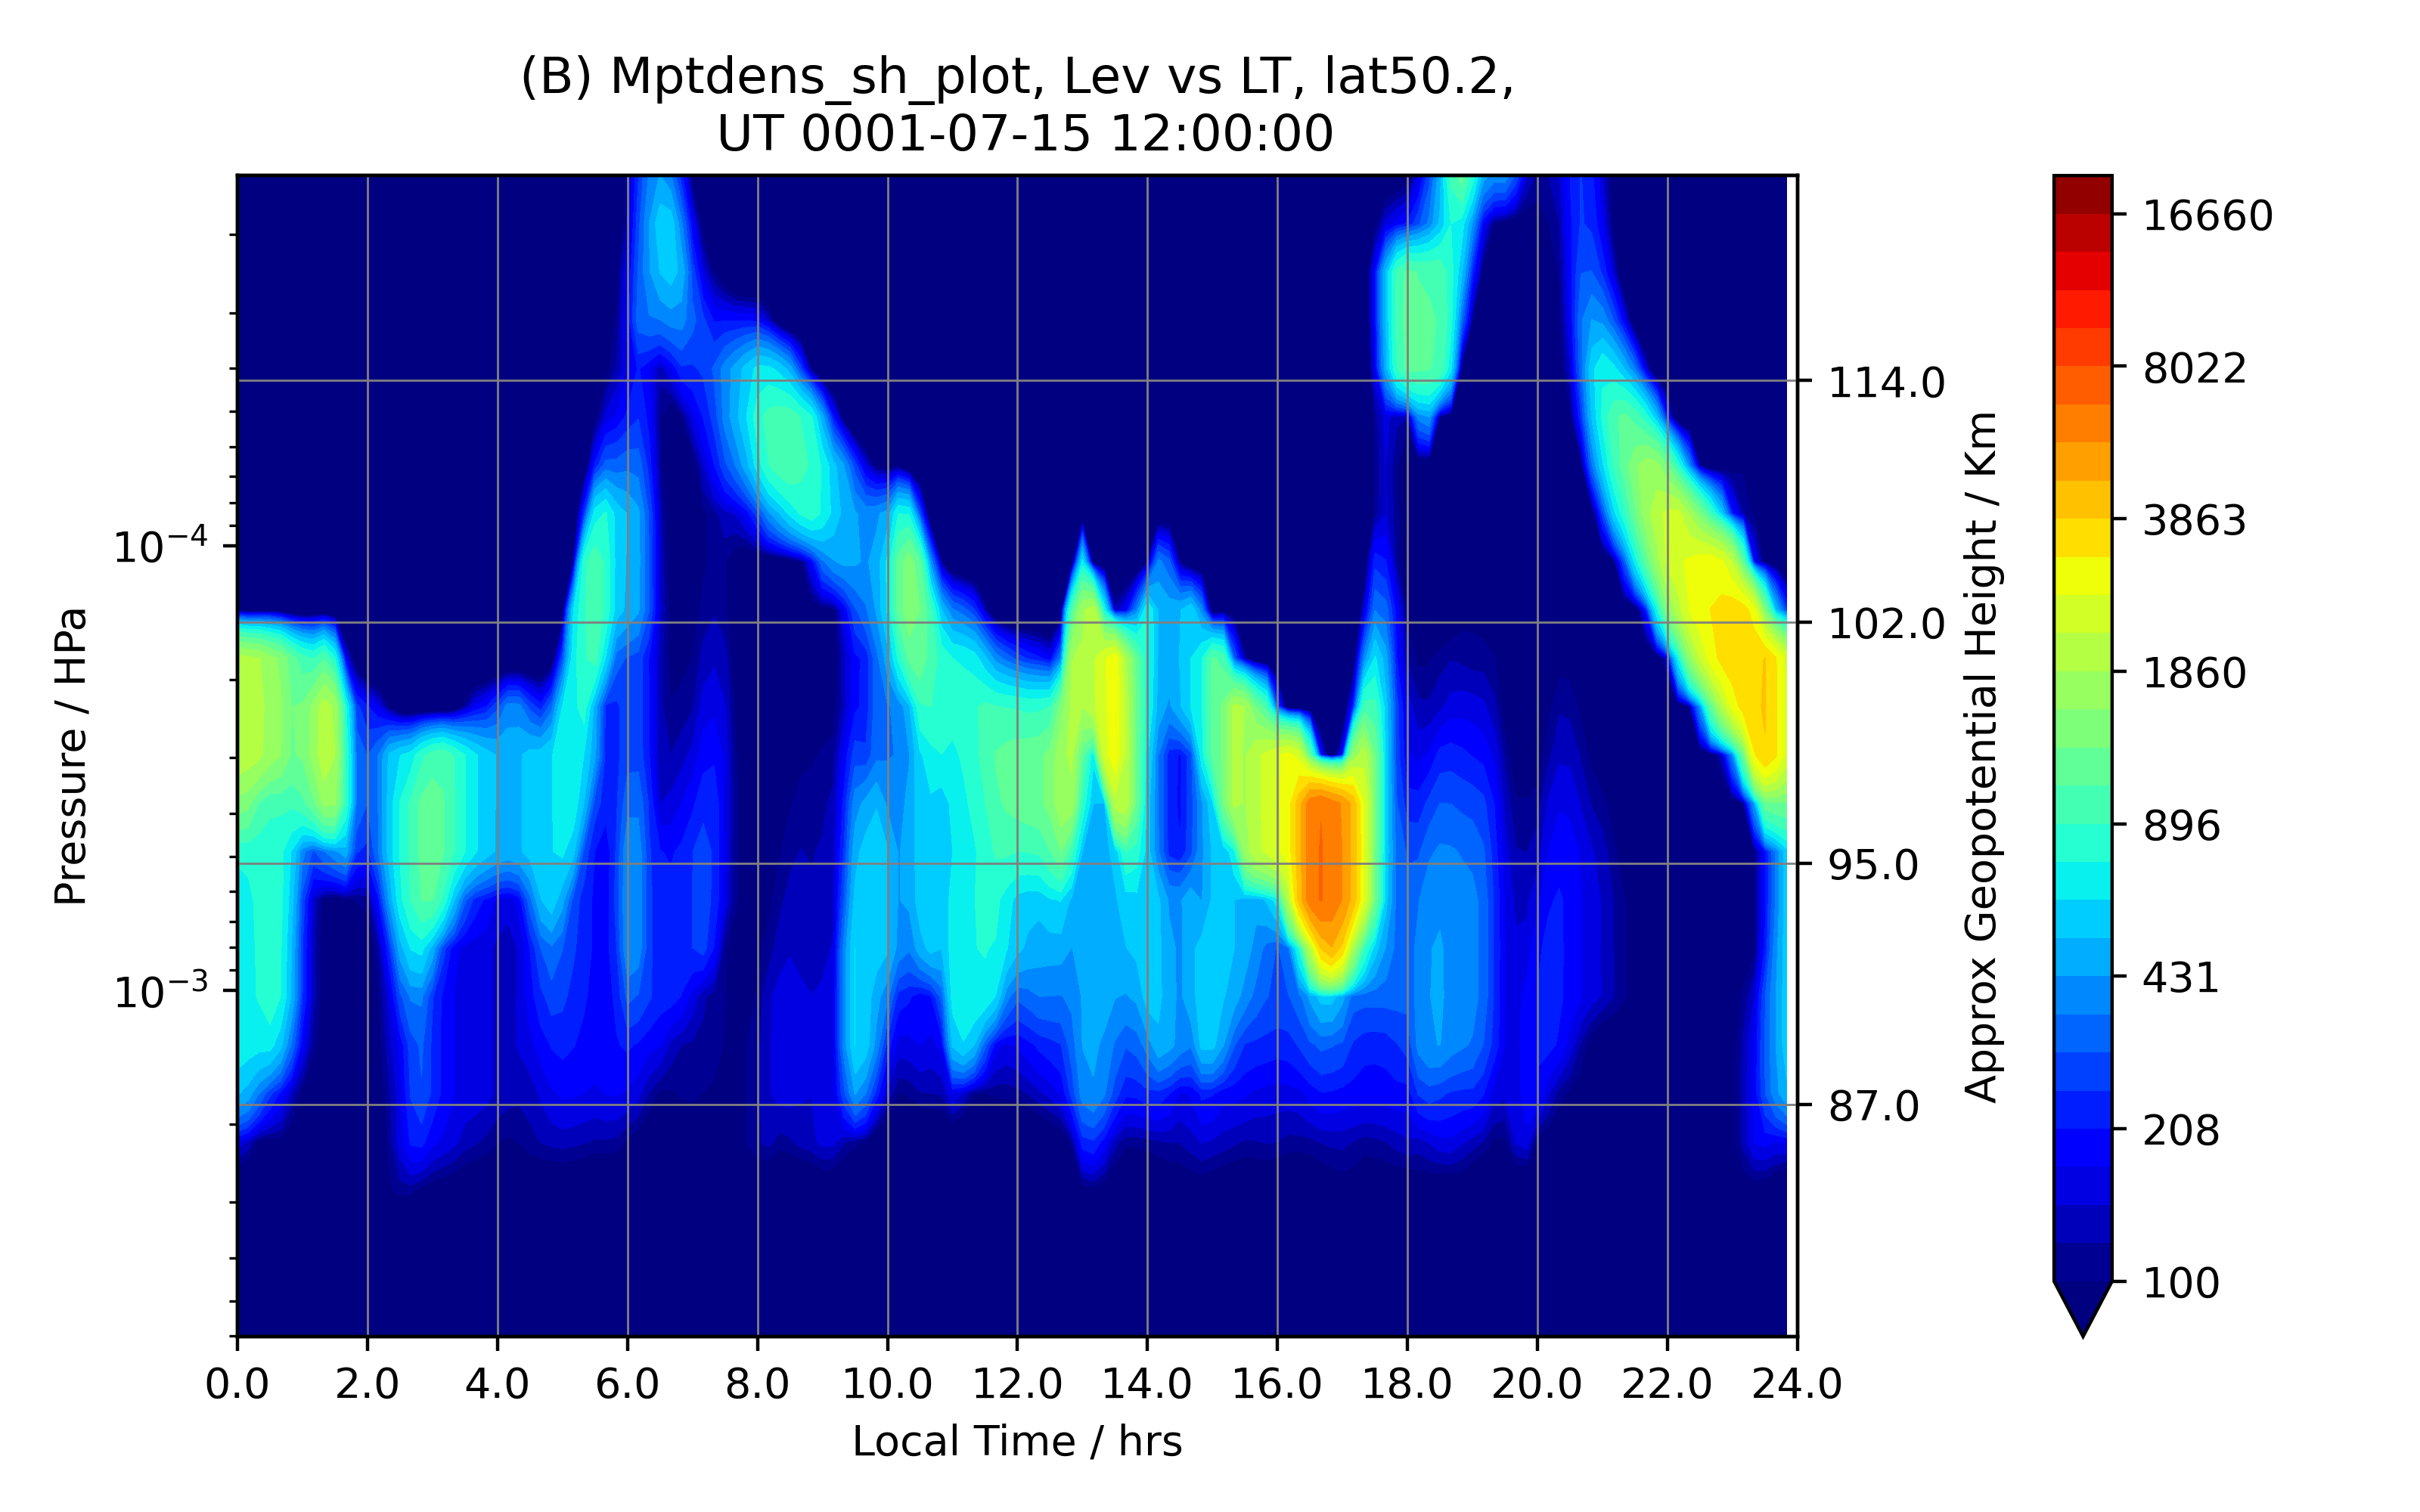 (B) Mptdens_sh_plot, Lev vs LT, lat50.2,
UT 0001-07-15 12:00:00
Pressure / HPa
10⁻⁴
10⁻³
0.0 2.0 4.0 6.0 8.0 10.0 12.0 14.0 16.0 18.0 20.0 22.0 24.0
Local Time / hrs
114.0
102.0
95.0
87.0
Approx Geopotential Height / Km
16660
8022
3863
1860
896
431
208
100